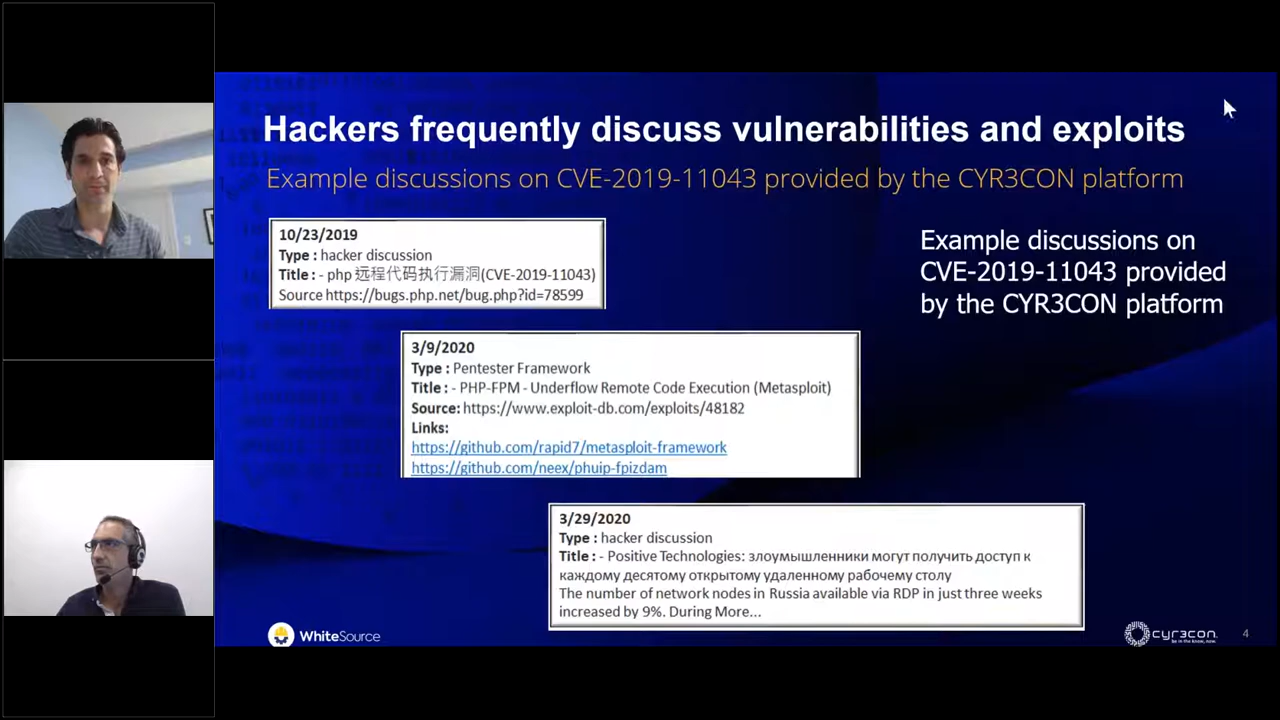 Hackers frequently discuss vulnerabilities and exploits
Example discussions on CVE-2019-11043 provided by the CYR3CON platform
Example discussions on
CVE-2019-11043 provided
by the CYR3CON platform
10/23/2019
Type : hacker discussion
Title : - php 远程代码执行漏洞(CVE-2019-11043)
Source https://bugs.php.net/bug.php?id=78599
3/9/2020
Type : Pentester Framework
Title : - PHP-FPM - Underflow Remote Code Execution (Metasploit)
Source: https://www.exploit-db.com/exploits/48182
Links:
https://github.com/rapid7/metasploit-framework
https://github.com/neex/phuip-fpizdam
3/29/2020
Type : hacker discussion
Title : - Positive Technologies: злоумышленники могут получить доступ к
каждому десятому открытому удаленному рабочему столу
The number of network nodes in Russia available via RDP in just three weeks
increased by 9%. During More...
WhiteSource
cyr3con
be in the know, now.
4